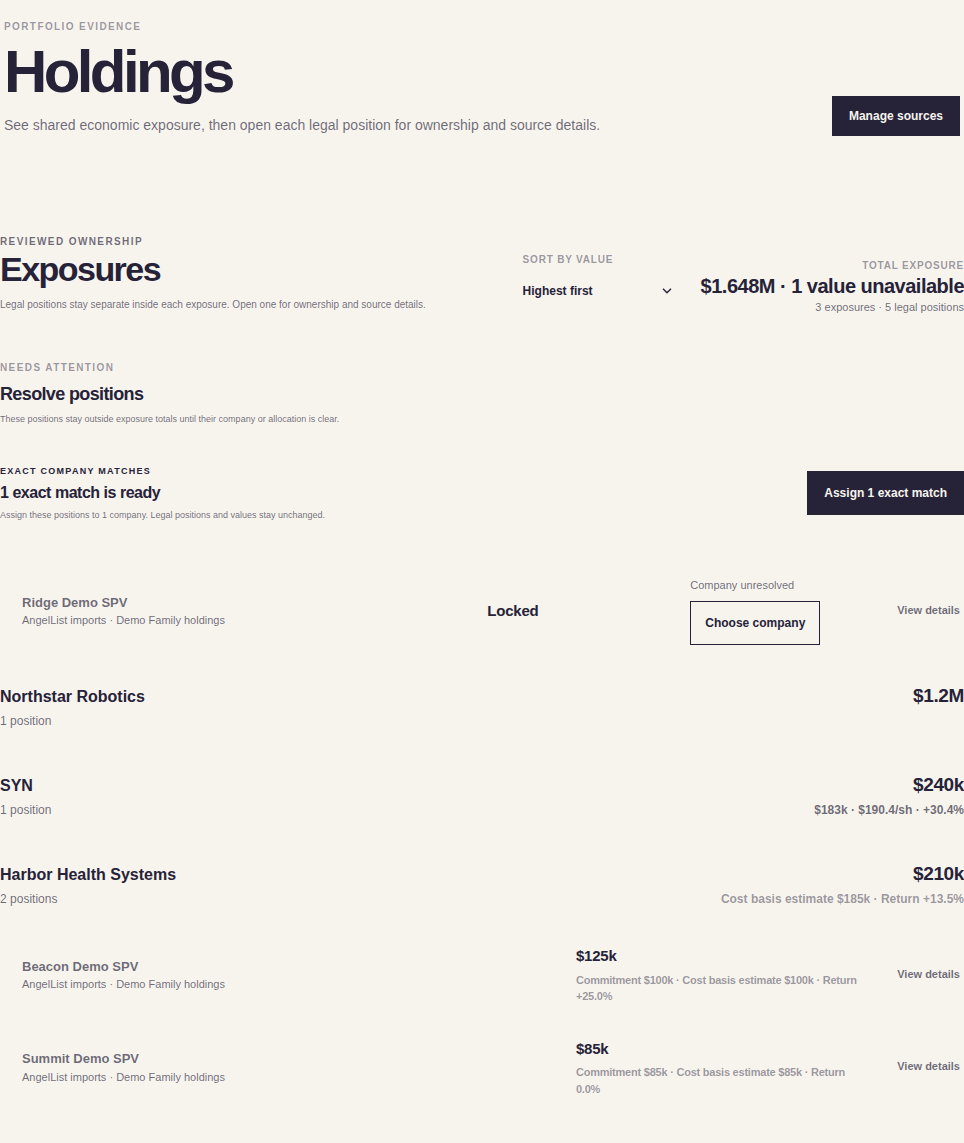 PORTFOLIO EVIDENCE
Holdings
See shared economic exposure, then open each legal position for ownership and source details.
Manage sources
REVIEWED OWNERSHIP
Exposures
Legal positions stay separate inside each exposure. Open one for ownership and source details.
SORT BY VALUE
Highest first
TOTAL EXPOSURE
$1.648M · 1 value unavailable
3 exposures · 5 legal positions
NEEDS ATTENTION
Resolve positions
These positions stay outside exposure totals until their company or allocation is clear.
EXACT COMPANY MATCHES
1 exact match is ready
Assign these positions to 1 company. Legal positions and values stay unchanged.
Assign 1 exact match
Ridge Demo SPV
AngelList imports · Demo Family holdings
Locked
Company unresolved
Choose company
View details
Northstar Robotics
1 position
$1.2M
SYN
1 position
$240k
$183k · $190.4/sh · +30.4%
Harbor Health Systems
2 positions
$210k
Cost basis estimate $185k · Return +13.5%
Beacon Demo SPV
AngelList imports · Demo Family holdings
$125k
Commitment $100k · Cost basis estimate $100k · Return
+25.0%
View details
Summit Demo SPV
AngelList imports · Demo Family holdings
$85k
Commitment $85k · Cost basis estimate $85k · Return
0.0%
View details